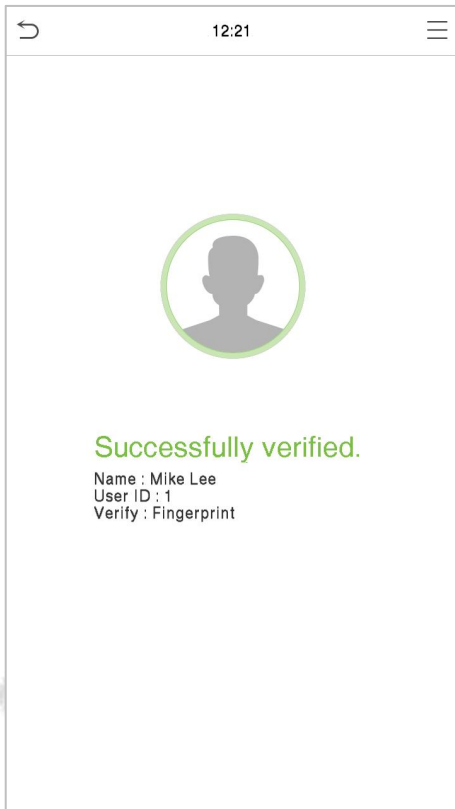 12:21
Successfully verified.
Name : Mike Lee
User ID : 1
Verify : Fingerprint